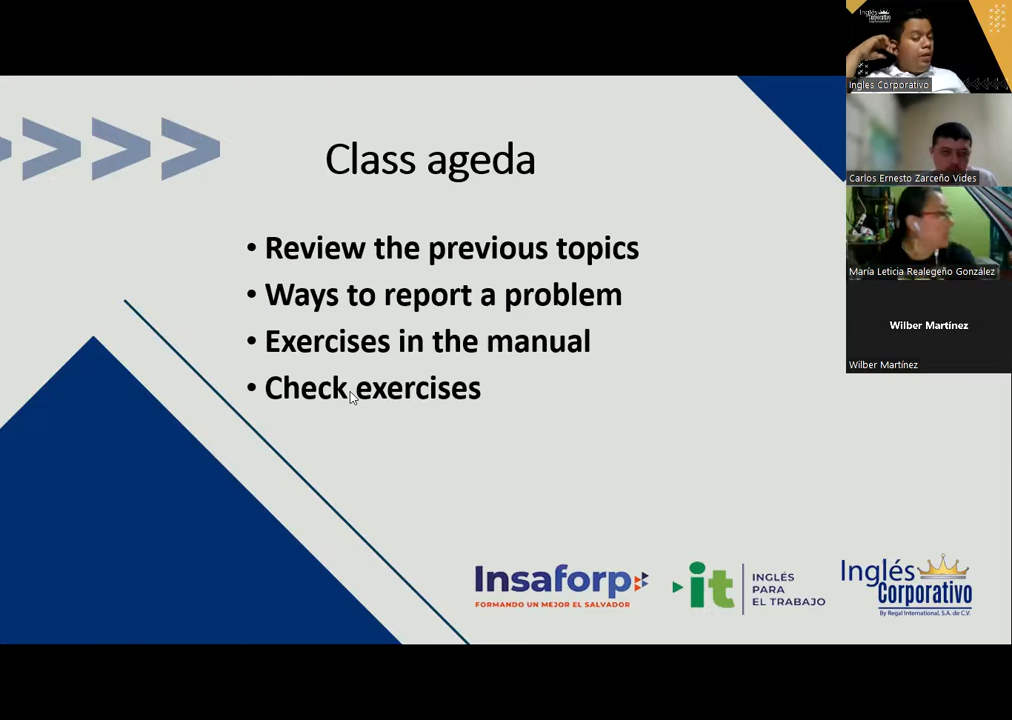 Class ageda
• Review the previous topics
• Ways to report a problem
• Exercises in the manual
• Check exercises
Insaforp
FORMANDO UN MEJOR EL SALVADOR
it
INGLÉS
PARA
EL TRABAJO
Inglés
Corporativo
By Regal International, S.A. de C.V.
Inglés
Corporativo
Ingles Corporativo
Carlos Ernesto Zarceño Vides
María Leticia Realegeño González
Wilber Martínez
Wilber Martínez